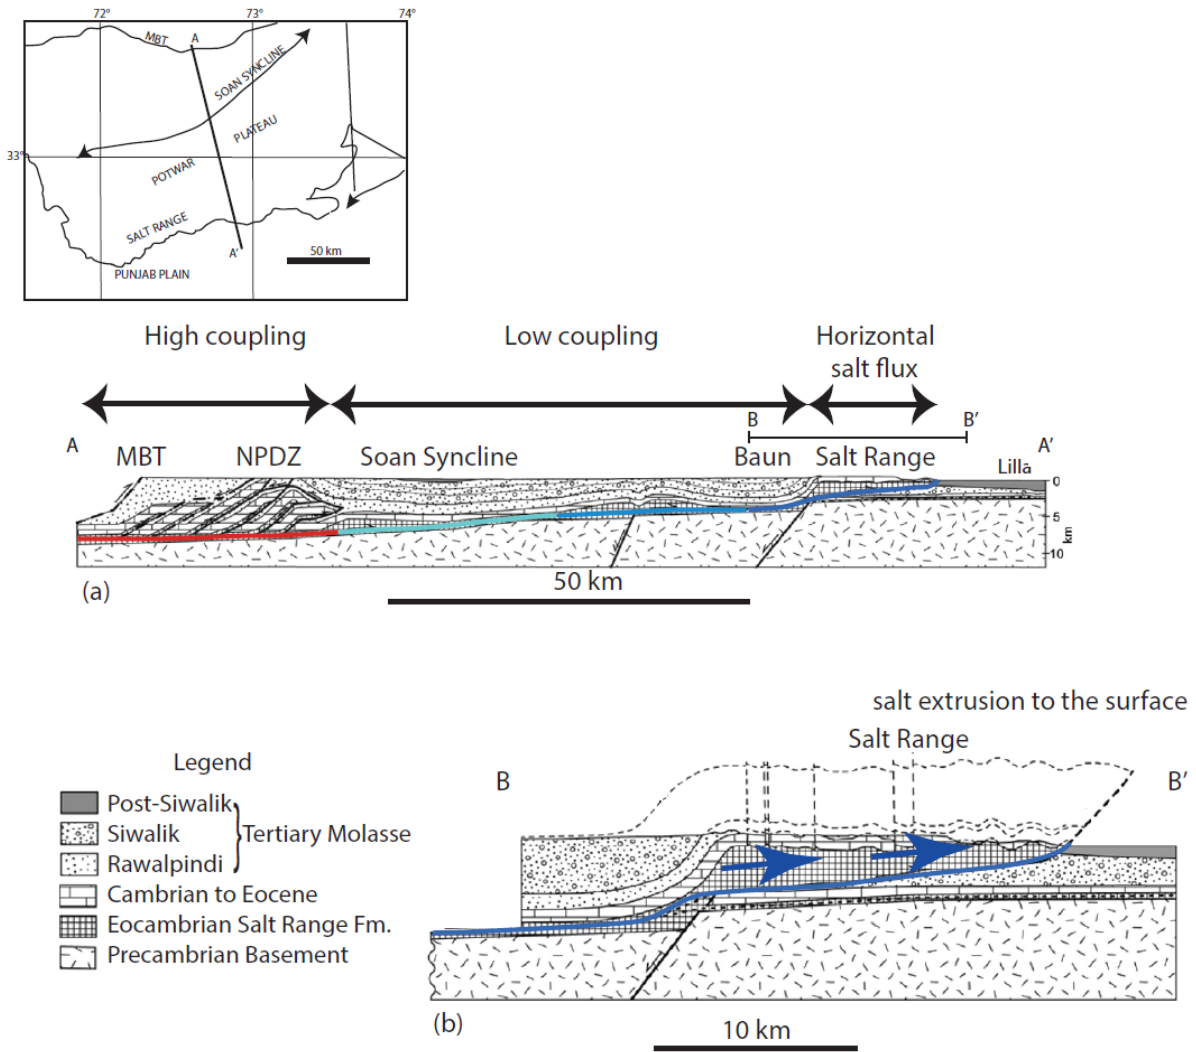 72°
73°
74°
MBT
A
SOAN SYNCLINE
PLATEAU
33°
POTWAR
SALT RANGE
A'
50 km
PUNJAB PLAIN
High coupling
Low coupling
Horizontal
salt flux
B
B'
A
A'
MBT
NPDZ
Soan Syncline
Baun
Salt Range
Lilla
0
5
10
km
50 km
(a)
salt extrusion to the surface
Salt Range
Legend
B
B'
Post-Siwalik
Siwalik
Tertiary Molasse
Rawalpindi
Cambrian to Eocene
Eocambrian Salt Range Fm.
Precambrian Basement
(b)
10 km